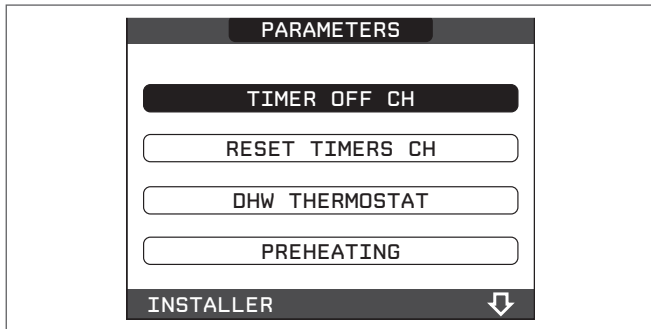 PARAMETERS
TIMER OFF CH
RESET TIMERS CH
DHW THERMOSTAT
PREHEATING
INSTALLER